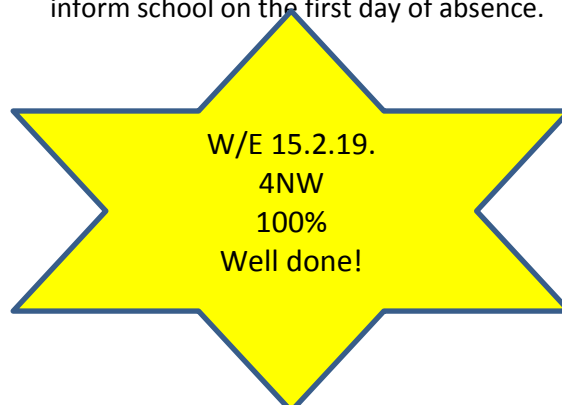 inform school on the first day of absence.
W/E 15.2.19.
4NW
100%
Well done!